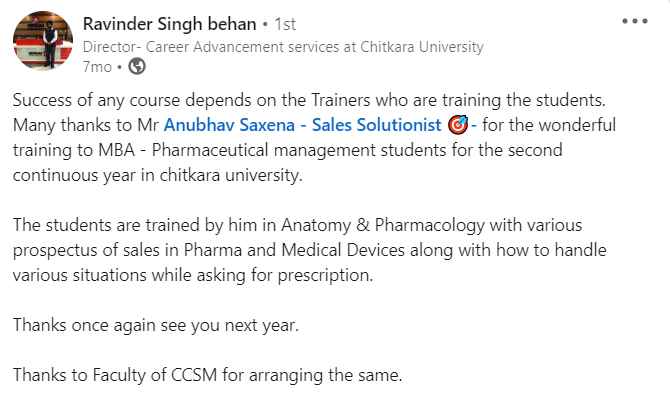 Ravinder Singh behan • 1st
Director- Career Advancement services at Chitkara University
7mo •
Success of any course depends on the Trainers who are training the students.
Many thanks to Mr Anubhav Saxena - Sales Solutionist 🎯- for the wonderful
training to MBA - Pharmaceutical management students for the second
continuous year in chitkara university.
The students are trained by him in Anatomy & Pharmacology with various
prospectus of sales in Pharma and Medical Devices along with how to handle
various situations while asking for prescription.
Thanks once again see you next year.
Thanks to Faculty of CCSM for arranging the same.